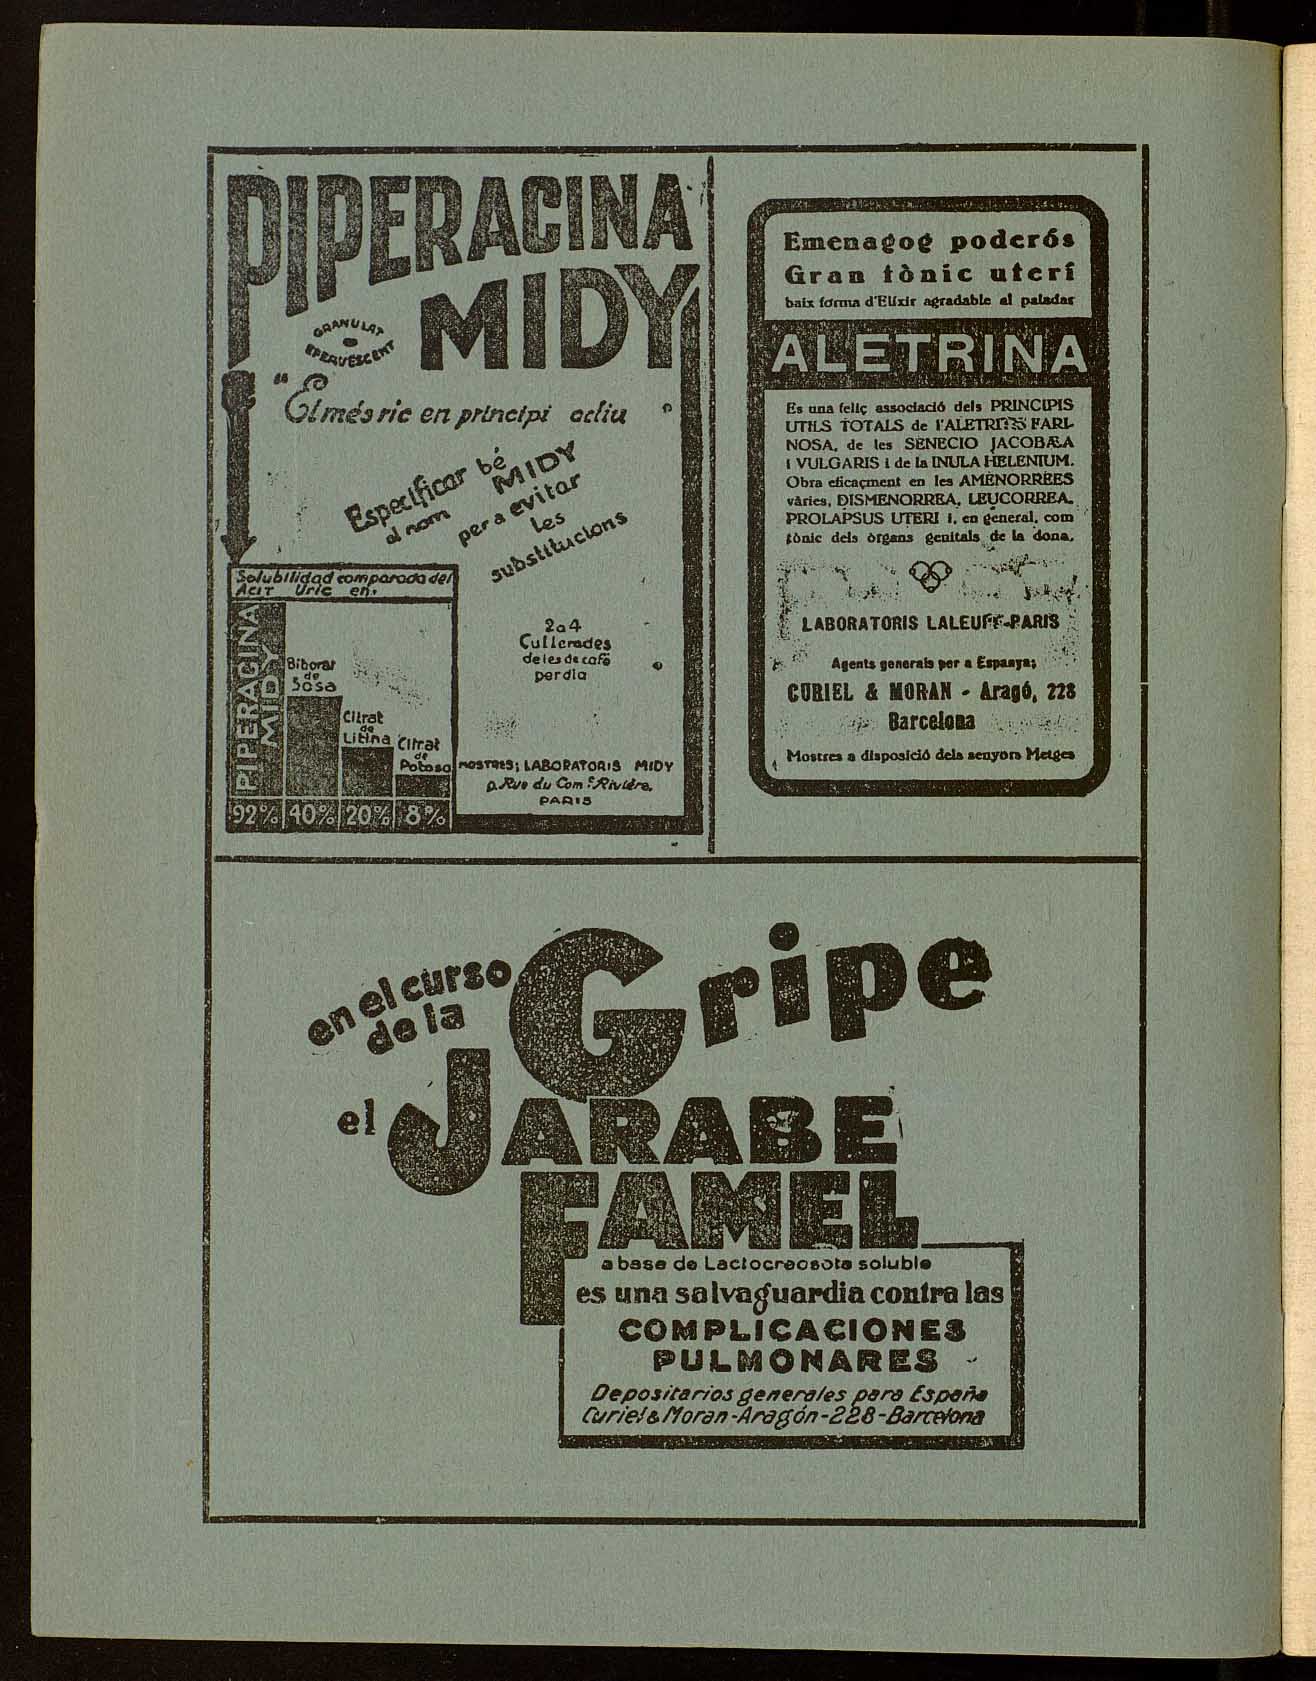 PIPERACINA
MIDY
GRANULAT
EFERVESCENT
"El més ric en principi actiu"
Especificar bé
al nom MIDY
per a evitar
les
substitucions
Solubilidad comparada del
Acit Uric en:
PIPERACINA
MIDY
Biborat
de
Sosa
Citrat
de
Litina
Citrat
de
Potasa
92% 40% 20% 8%
2 a 4
Cullerades
de les de café
per dia
MOSTRES; LABORATORIS MIDY
Rue du Com.t Rivière,
PARIS
Emenagog poderós
Gran tònic uterí
baix forma d'Elíxir agradable al paladar
ALETRINA
Es una feliç associació dels PRINCIPIS
UTILS TOTALS de l'ALETRIS FARI-
NOSA, de les SENECIO JACOBÆA
I VULGARIS i de la INULA HELENIUM.
Obra eficaçment en les AMENORREES
vàries, DISMENORREA, LEUCORREA,
PROLAPSUS UTERI i, en general, com
tònic dels òrgans genitals de la dona.
LABORATORIS LALEUF-PARIS
Agents generals per a Espanya;
CURIEL & MORAN - Aragó, 228
Barcelona
Mostres a disposició dels senyors Metges
en el curso
de la
Gripe
el JARABE
FAMEL
a base de Lactocreosota soluble
es una salvaguardia contra las
COMPLICACIONES
PULMONARES
Depositarios generales para España
Curiel & Moran-Aragón-228-Barcelona